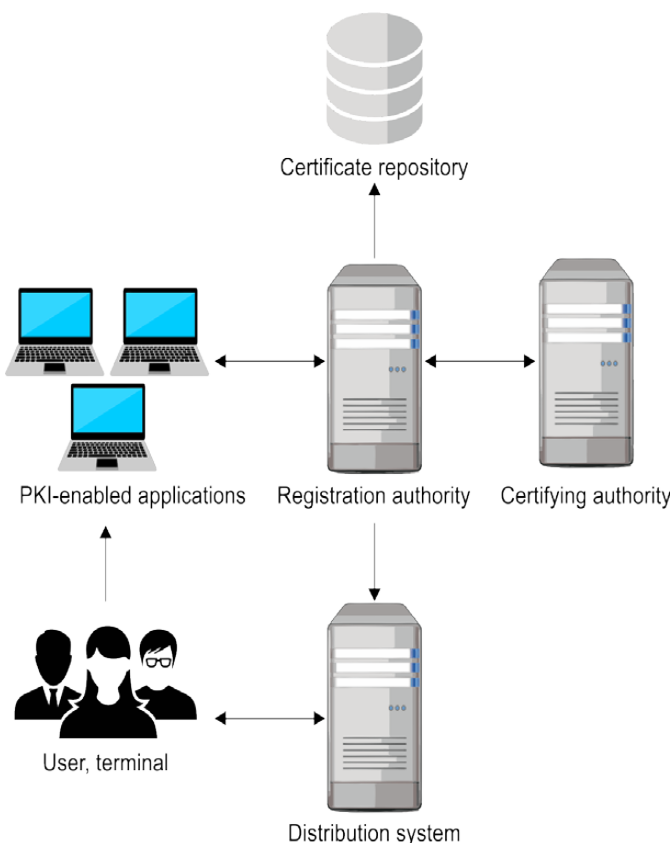 Certificate repository
PKI-enabled applications
Registration authority
Certifying authority
User, terminal
Distribution system